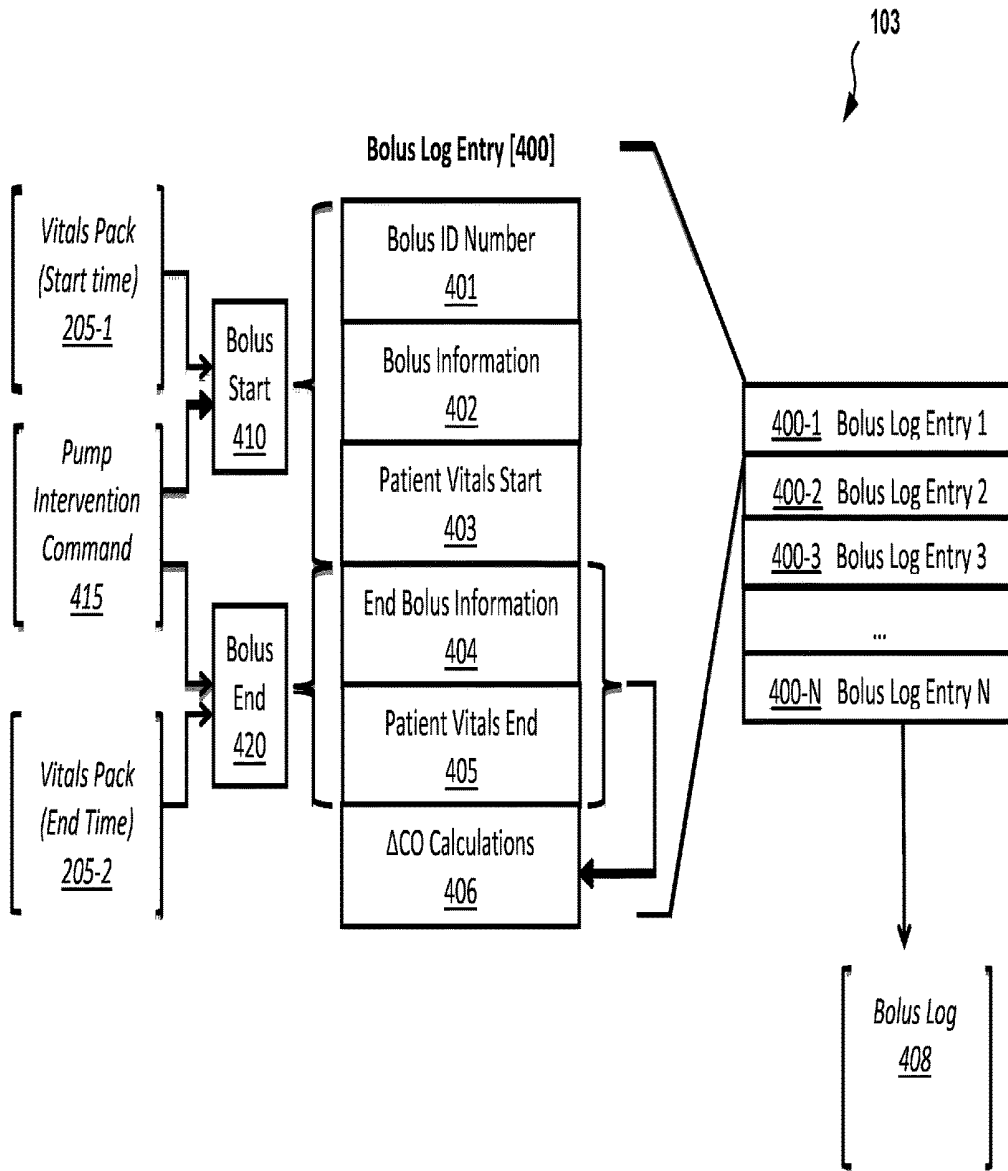 103
Bolus Log Entry [400]
Vitals Pack
(Start time)
205-1
Pump
Intervention
Command
415
Vitals Pack
(End Time)
205-2
Bolus
Start
410
Bolus
End
420
Bolus ID Number
401
Bolus Information
402
Patient Vitals Start
403
End Bolus Information
404
Patient Vitals End
405
ΔCO Calculations
406
400-1 Bolus Log Entry 1
400-2 Bolus Log Entry 2
400-3 Bolus Log Entry 3
...
400-N Bolus Log Entry N
Bolus Log
408